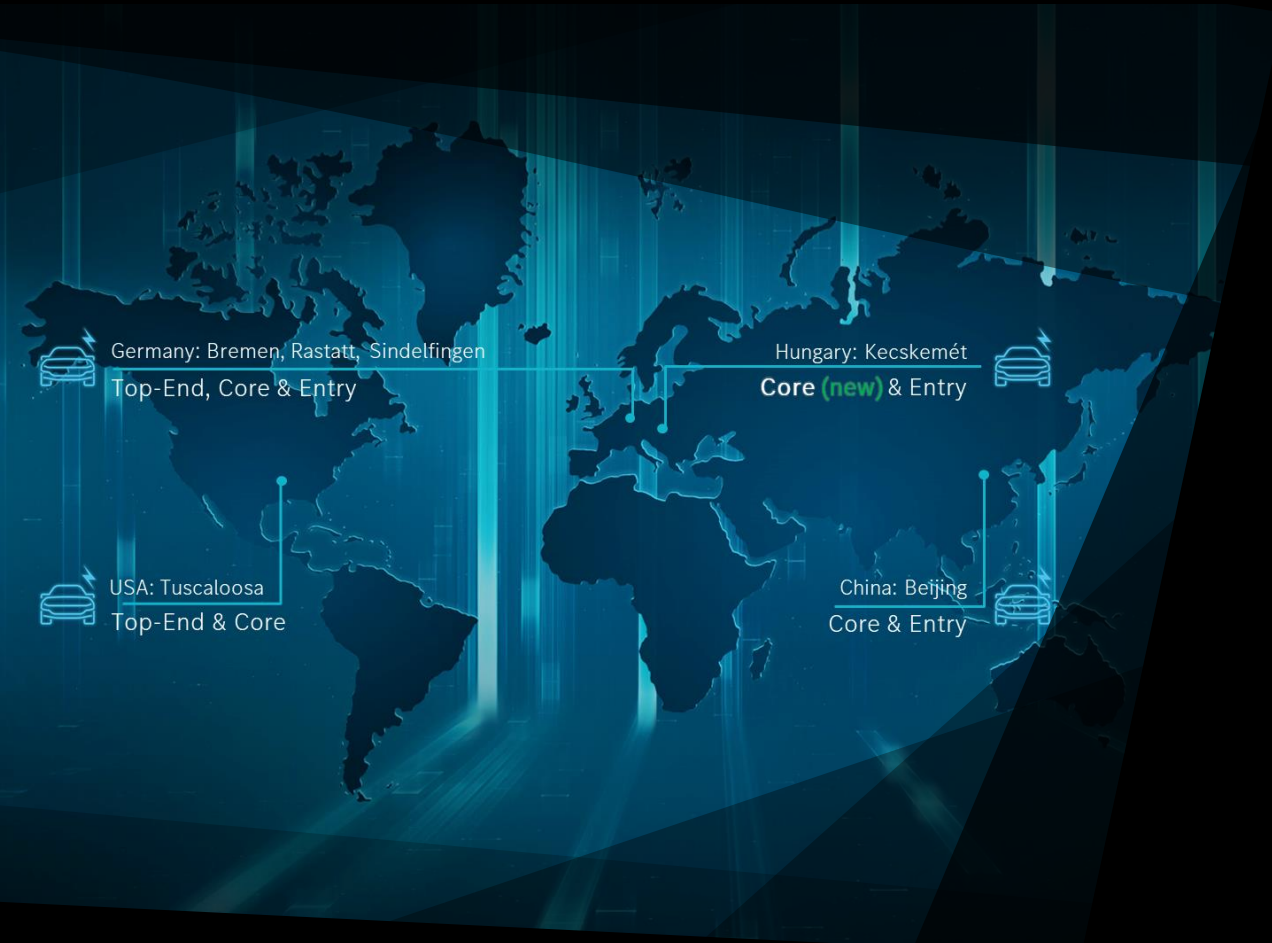 Germany: Bremen, Rastatt, Sindelfingen
Top-End, Core & Entry
Hungary: Kecskemét
Core (new) & Entry
USA: Tuscaloosa
Top-End & Core
China: Beijing
Core & Entry